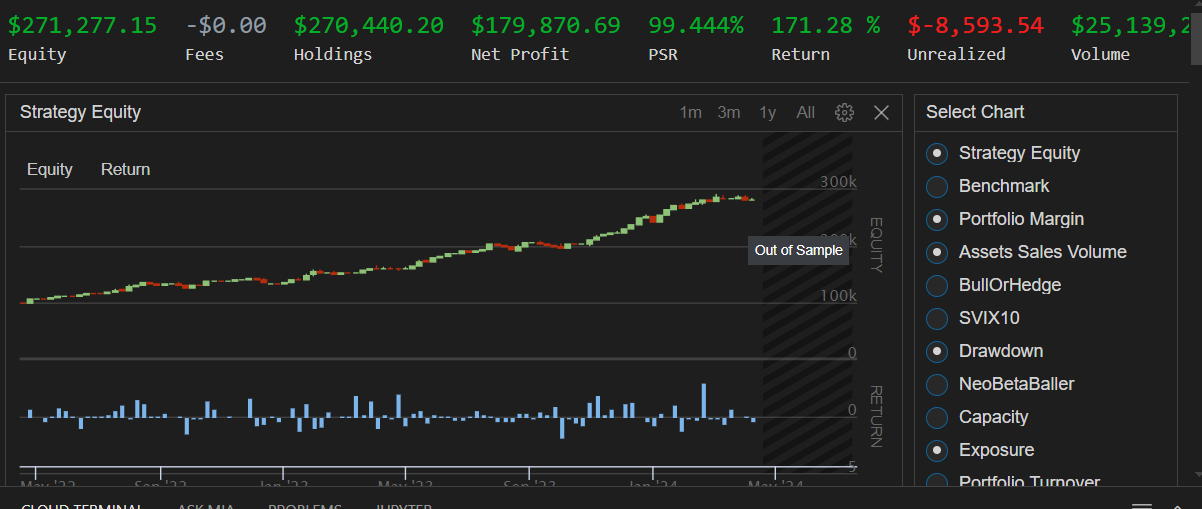 $271,277.15 -$0.00 $270,440.20 $179,870.69 99.444% 171.28 % $-8,593.54 $25,139,2
Equity Fees Holdings Net Profit PSR Return Unrealized Volume
Strategy Equity 1m 3m 1y All
Equity Return
300k
EQUITY
Out of Sample
100k
0
RETURN
0
5
May '22 Sep '22 Jan '23 May '23 Sep '23 Jan '24 May '24
Select Chart
Strategy Equity
Benchmark
Portfolio Margin
Assets Sales Volume
BullOrHedge
SVIX10
Drawdown
NeoBetaBaller
Capacity
Exposure
Portfolio Turnover
CLOUD TERMINAL ASK MIA PROBLEMS JUPYTER